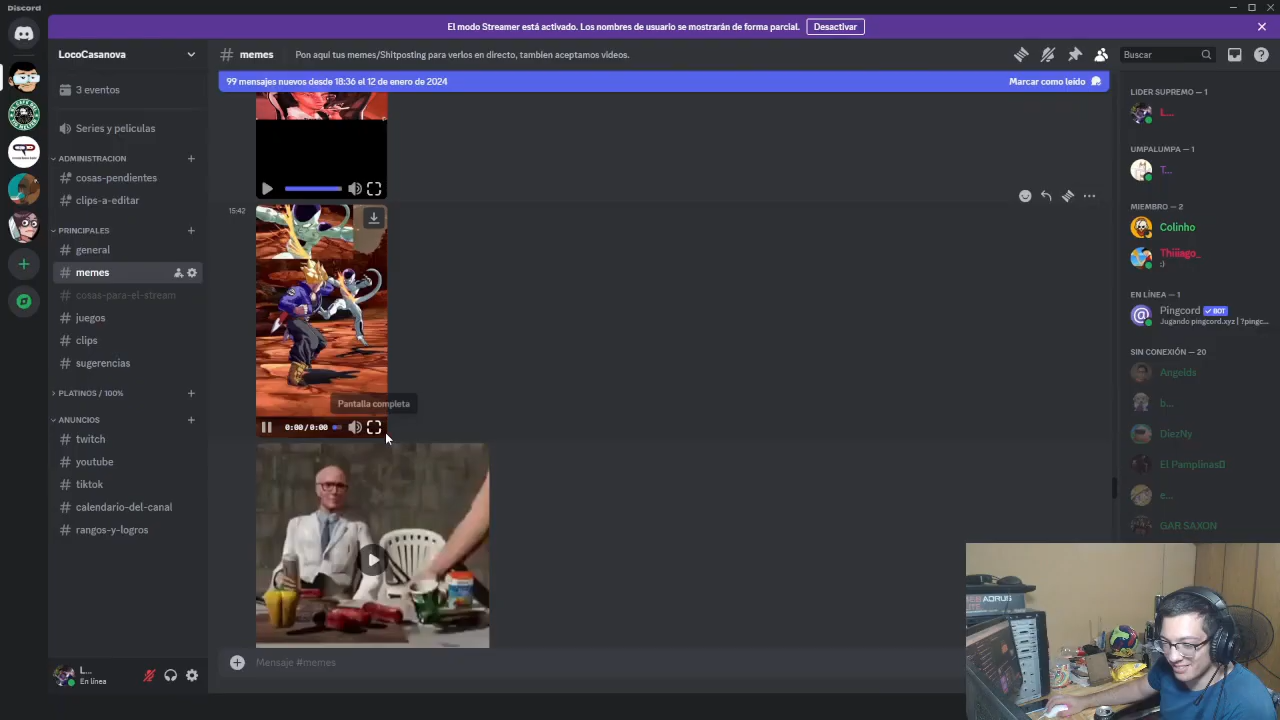 Discord
El modo Streamer está activado. Los nombres de usuario se mostrarán de forma parcial.
Desactivar
LocoCasanova
# memes
Pon aqui tus memes/Shitposting para verlos en directo, tambien aceptamos videos.
Buscar
99 mensajes nuevos desde 18:36 el 12 de enero de 2024
Marcar como leído
3 eventos
Series y peliculas
ADMINISTRACION
cosas-pendientes
clips-a-editar
PRINCIPALES
# general
# memes
# cosas-para-el-stream
# juegos
# clips
# sugerencias
PLATINOS / 100%
ANUNCIOS
# twitch
# youtube
# tiktok
# calendario-del-canal
# rangos-y-logros
L...
En línea
15:42
Pantalla completa
0:00/0:00
Mensaje #memes
LIDER SUPREMO — 1
L...
UMPALUMPA — 1
T...
MIEMBRO — 2
Colinho
Thiiiago_
:)
EN LÍNEA — 1
Pingcord BOT
Jugando pingcord.xyz | ?pingc...
SIN CONEXIÓN — 20
Angelds
b...
DiezNy
El Pamplinas
e...
GAR SAXON